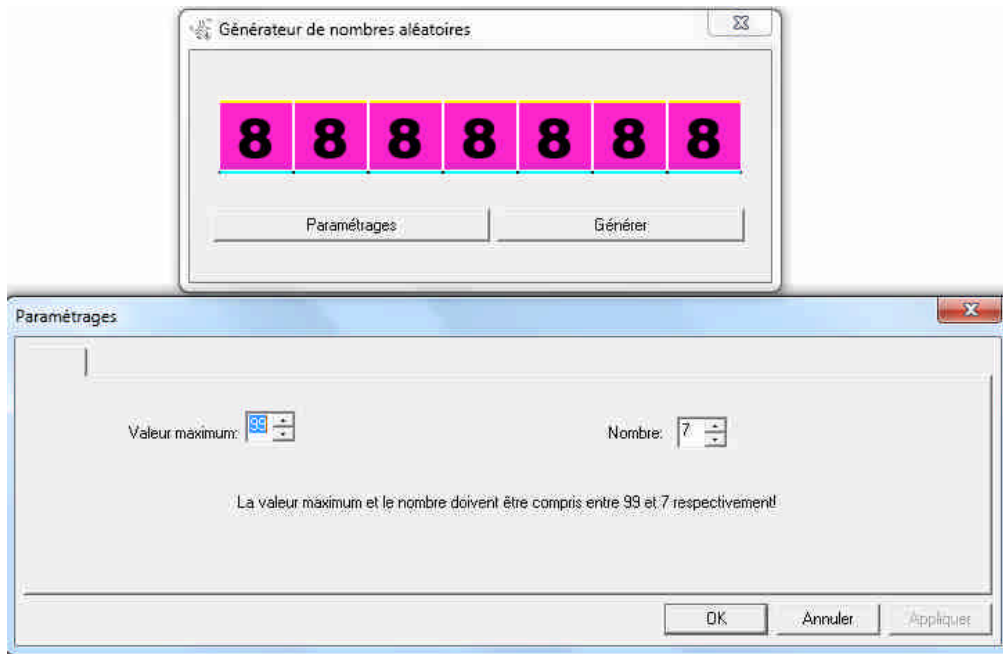 Générateur de nombres aléatoires
8 8 8 8 8 8 8
Paramétrages Générer
Paramétrages
Valeur maximum: 99 Nombre: 7
La valeur maximum et le nombre doivent être compris entre 99 et 7 respectivement!
OK Annuler Appliquer